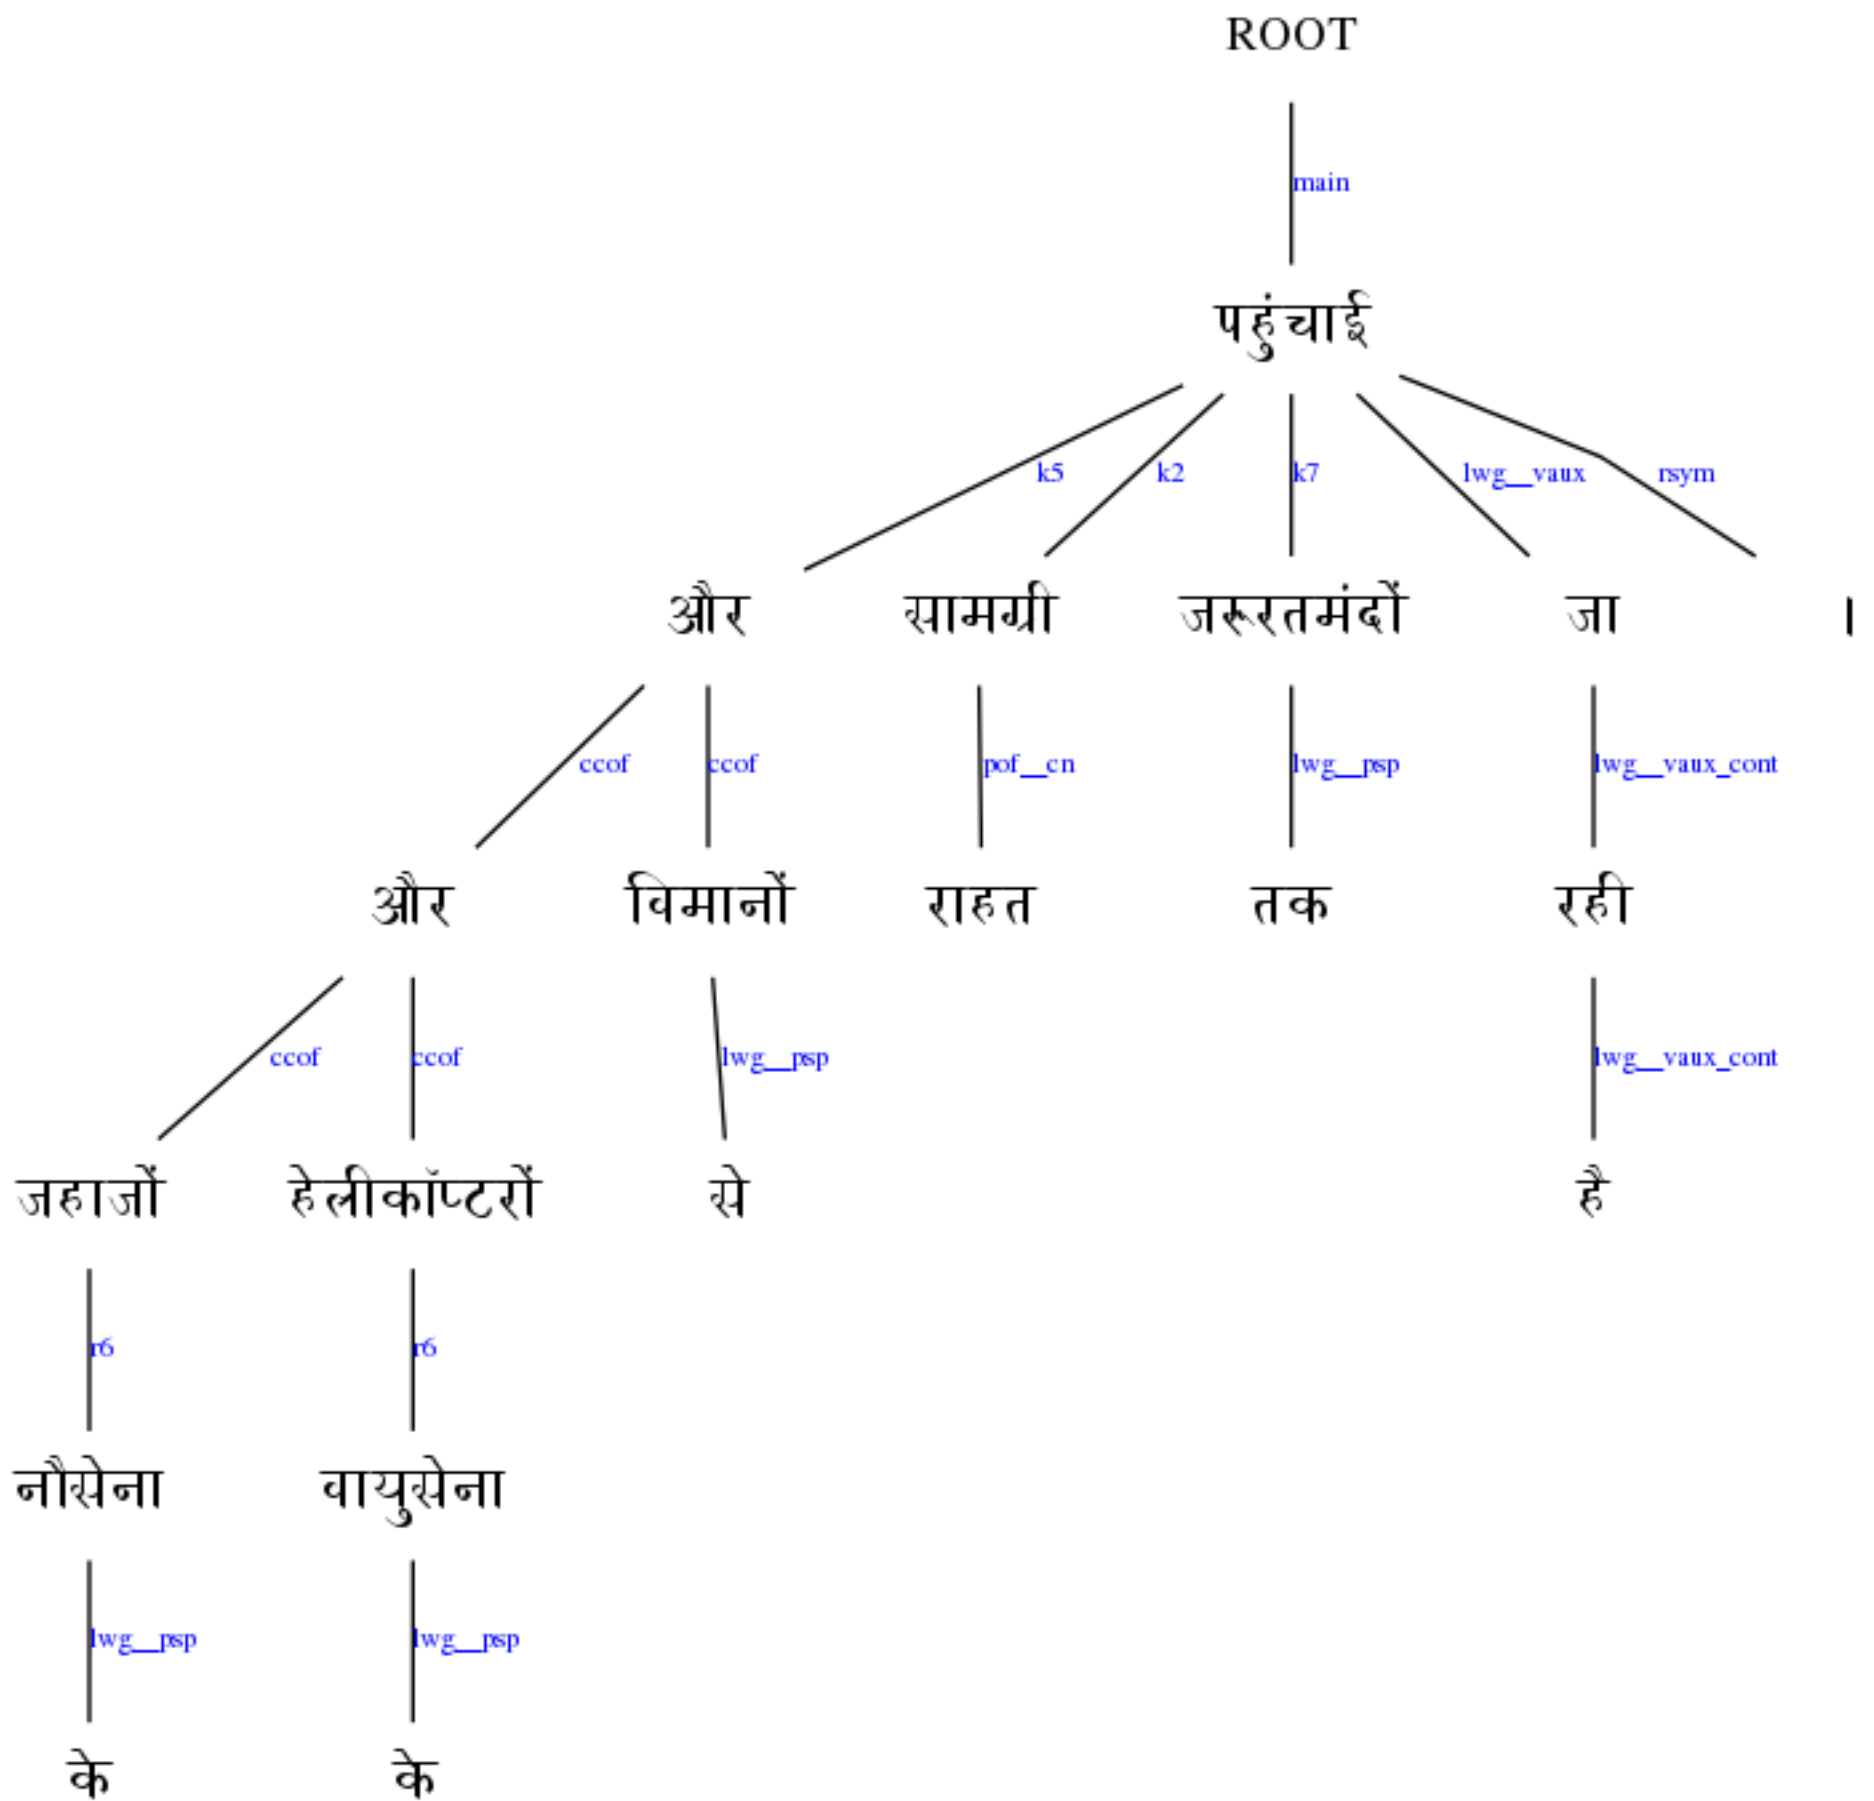 ROOT
main
पहुंचाई
k5 k2 k7 lwg__vaux rsym
और सामग्री जरूरतमंदों जा ।
ccof ccof pof__cn lwg__psp lwg__vaux_cont
और विमानों राहत तक रही
ccof ccof lwg__psp lwg__vaux_cont
जहाजों हेलीकॉप्टरों से है
r6 r6
नौसेना वायुसेना
lwg__psp lwg__psp
के के